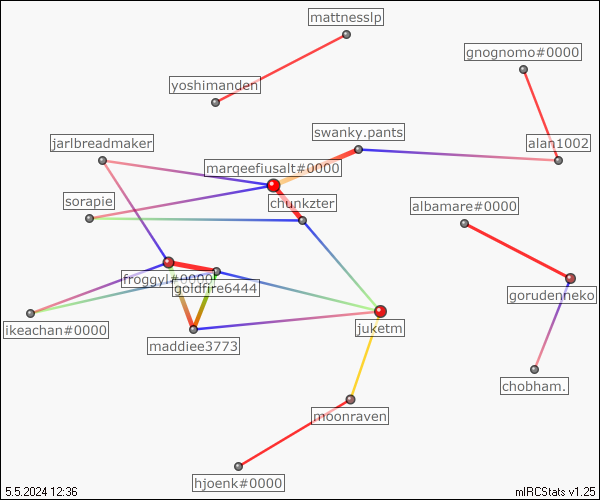 mattnesslp
gnognomo#0000
yoshimanden
swanky.pants
alan1002
jarlbreadmaker
marqeefiusalt#0000
sorapie
chunkzter
albamare#0000
froggyl#0000
goldfire6444
gorudenneko
ikeachan#0000
juketm
maddiee3773
chobham.
moonraven
hjoenk#0000
5.5.2024 12:36
mIRCStats v1.25